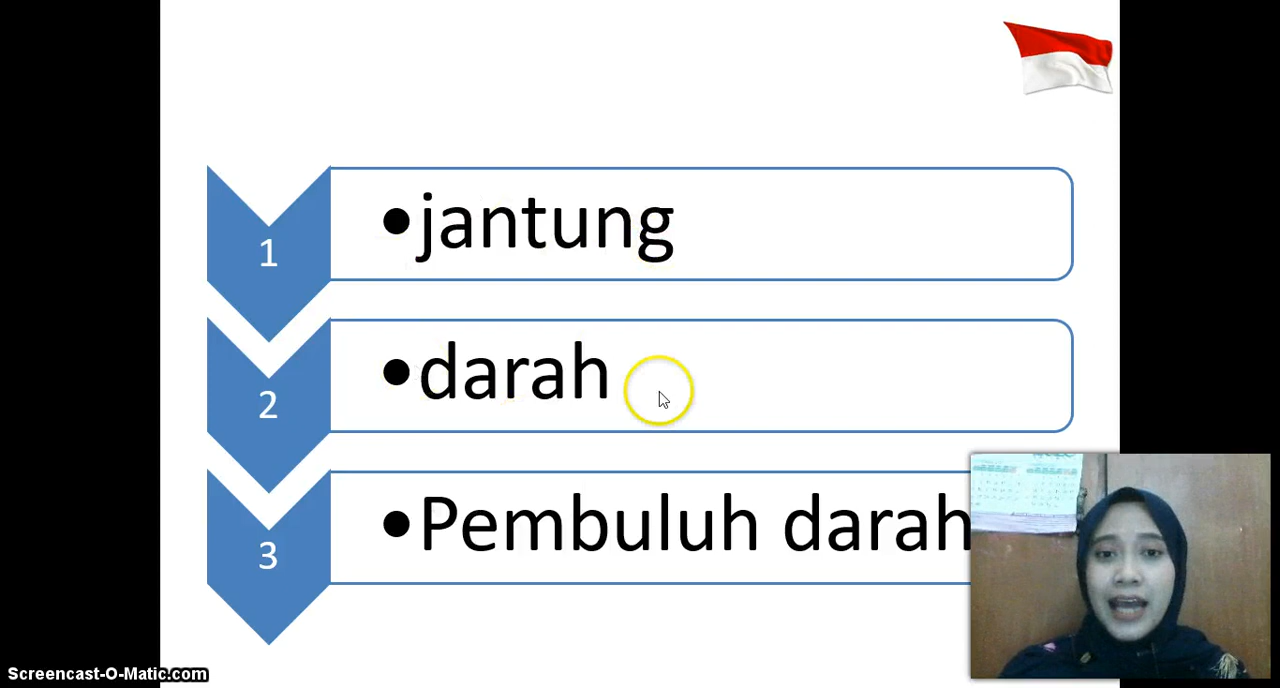 1
•jantung
2
•darah
3
•Pembuluh darah
Screencast-O-Matic.com